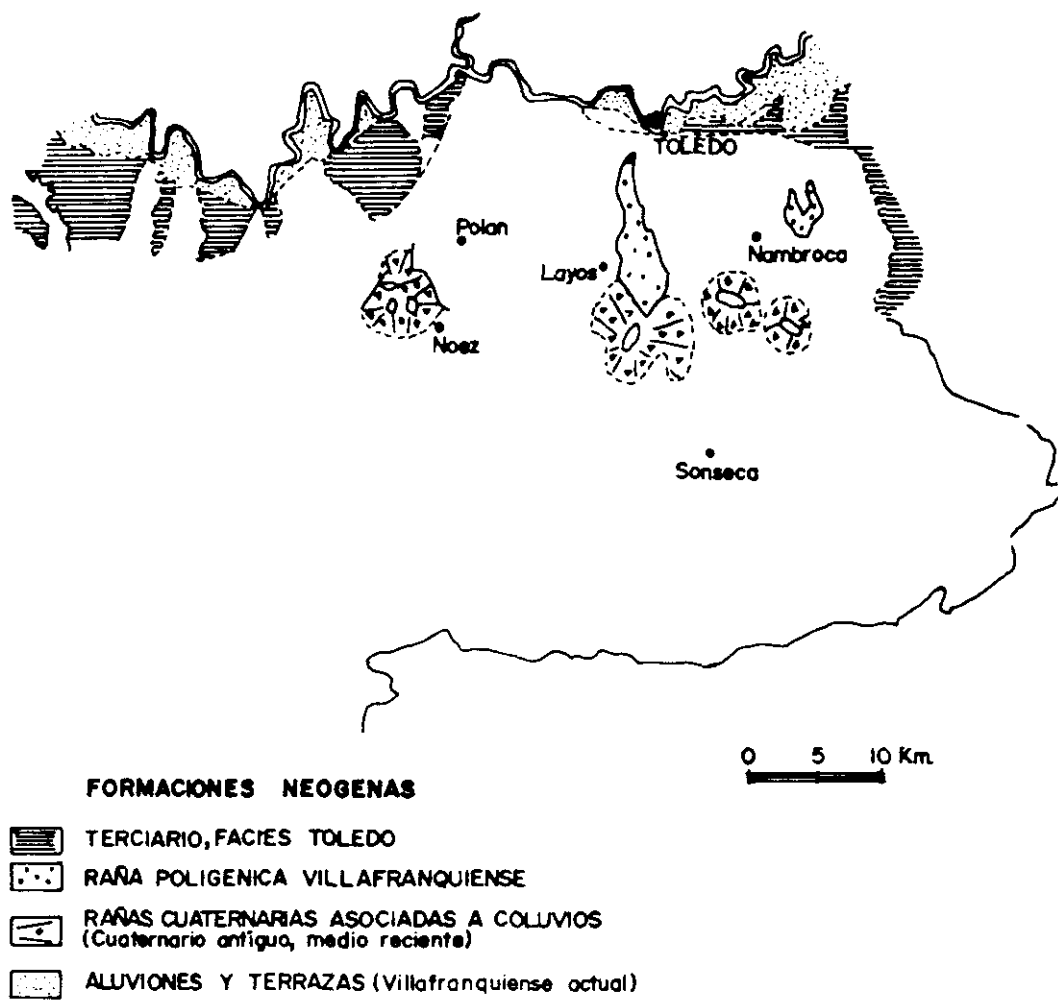 TOLEDO
Polan
Layos
Nambroca
Noez
Sonseca
0 5 10 Km.
FORMACIONES NEOGENAS
TERCIARIO, FACIES TOLEDO
RAÑA POLIGENICA VILLAFRANQUIENSE
RAÑAS CUATERNARIAS ASOCIADAS A COLUVIOS
(Cuaternario antiguo, medio reciente)
ALUVIONES Y TERRAZAS (Villafranquiense actual)